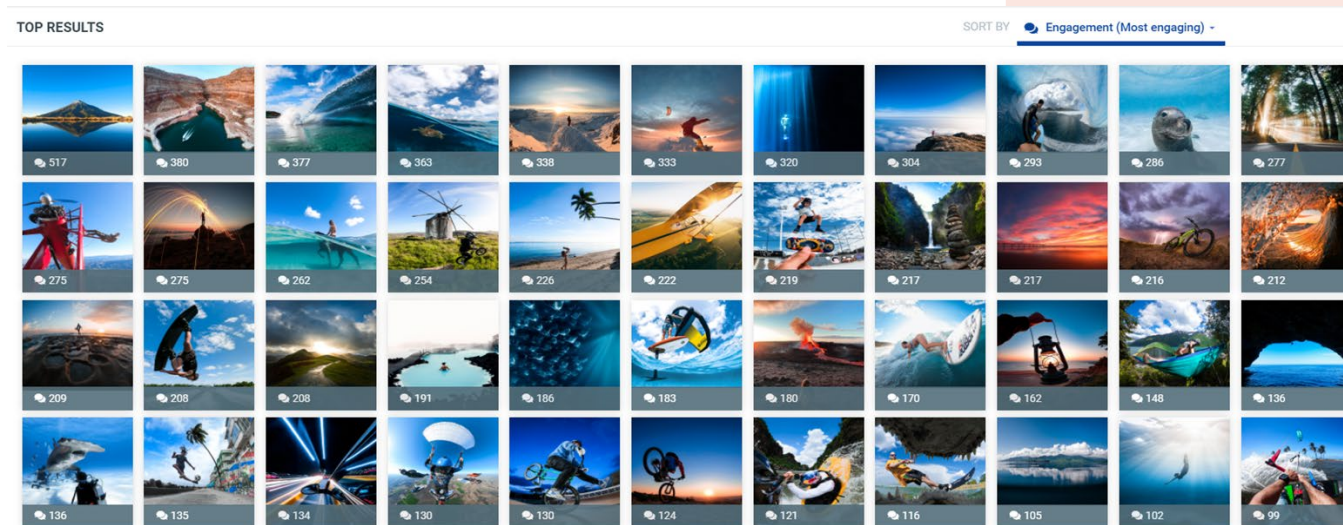 TOP RESULTS
SORT BY Engagement (Most engaging)
517 380 377 363 338 333 320 304 293 286 277
275 275 262 254 226 222 219 217 217 216 212
209 208 208 191 186 183 180 170 162 148 136
136 135 134 130 130 124 121 116 105 102 99